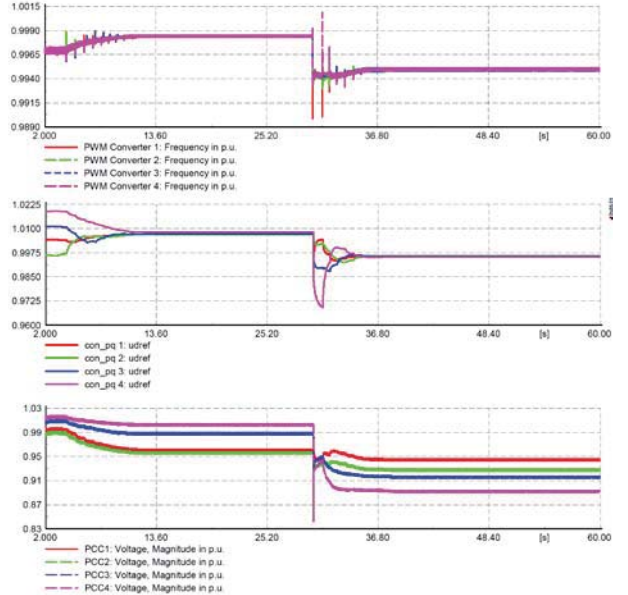 1.0015
0.9990
0.9965
0.9940
0.9915
0.9890
2.000 13.60 25.20 36.80 48.40 [s] 60.00
PWM Converter 1: Frequency in p.u.
PWM Converter 2: Frequency in p.u.
PWM Converter 3: Frequency in p.u.
PWM Converter 4: Frequency in p.u.
1.0225
1.0100
0.9975
0.9850
0.9725
0.9600
2.000 13.60 25.20 36.80 48.40 [s] 60.00
con_pq 1: udref
con_pq 2: udref
con_pq 3: udref
con_pq 4: udref
1.03
0.99
0.95
0.91
0.87
0.83
2.000 13.60 25.20 36.80 48.40 [s] 60.00
PCC1: Voltage, Magnitude in p.u.
PCC2: Voltage, Magnitude in p.u.
PCC3: Voltage, Magnitude in p.u.
PCC4: Voltage, Magnitude in p.u.